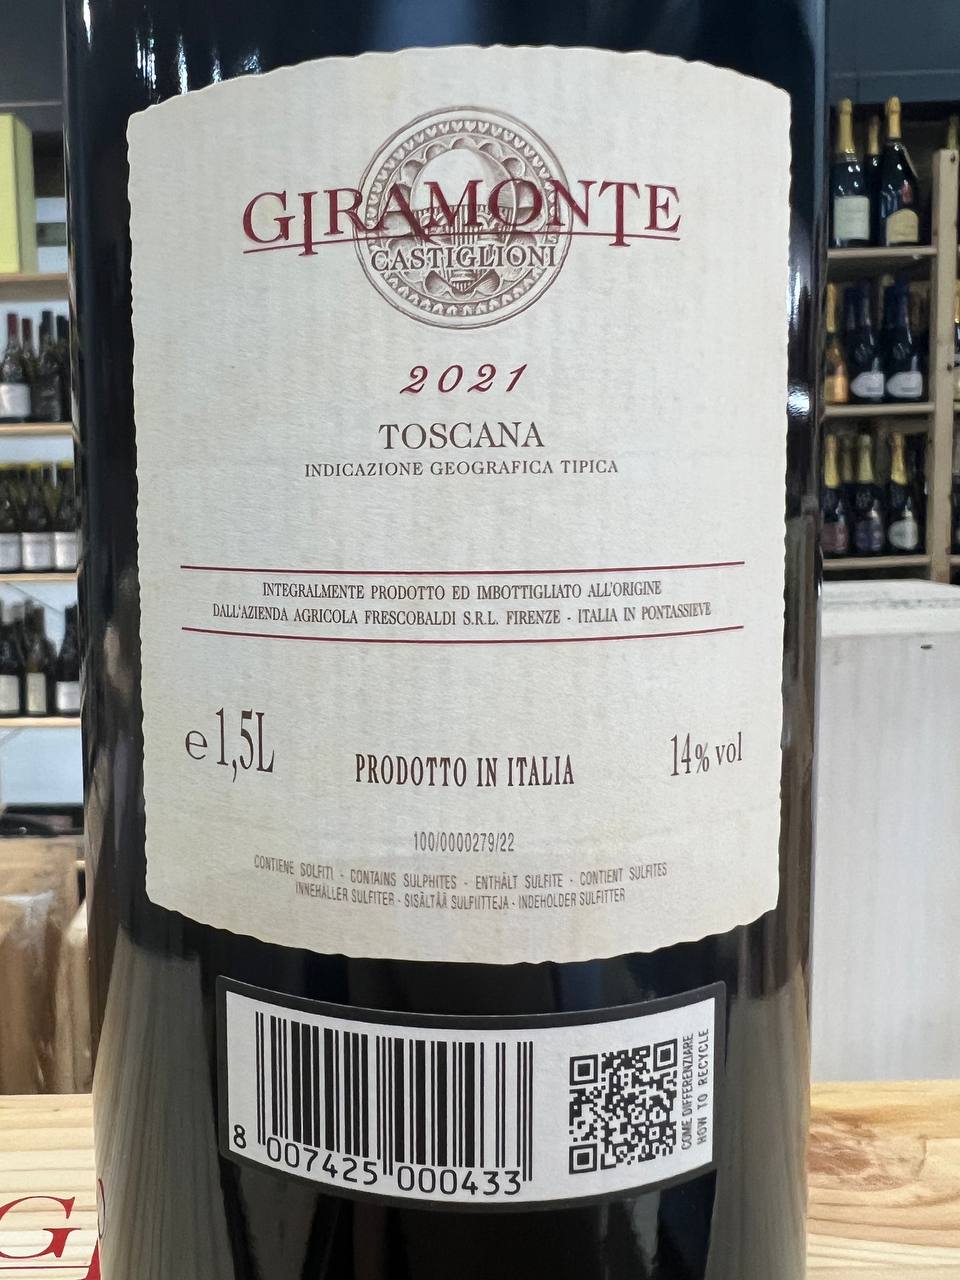 GIRAMONTE
CASTIGLIONI
2021
TOSCANA
INDICAZIONE GEOGRAFICA TIPICA
INTEGRALMENTE PRODOTTO ED IMBOTTIGLIATO ALL'ORIGINE
DALL'AZIENDA AGRICOLA FRESCOBALDI S.R.L. FIRENZE - ITALIA IN PONTASSIEVE
e 1,5L PRODOTTO IN ITALIA 14% vol
100/0000279/22
CONTIENE SOLFITI - CONTAINS SULPHITES - ENTHÄLT SULFITE - CONTIENT SULFITES
INNEHÅLLER SULFITER - SISÄLTÄÄ SULFIITTEJA - INDEHOLDER SULFITTER
8 007425 000433
COME DIFFERENZIARE
HOW TO RECYCLE
G